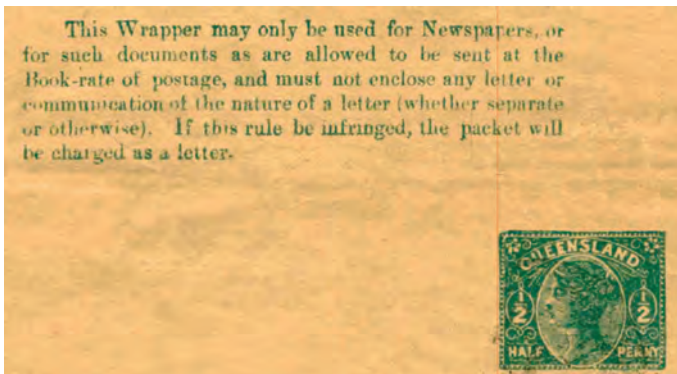 This Wrapper may only be used for Newspapers, or
for such documents as are allowed to be sent at the
Book-rate of postage, and must not enclose any letter or
communication of the nature of a letter (whether separate
or otherwise). If this rule be infringed, the packet will
be charged as a letter.
QUEENSLAND
1/2 1/2
HALF PENNY